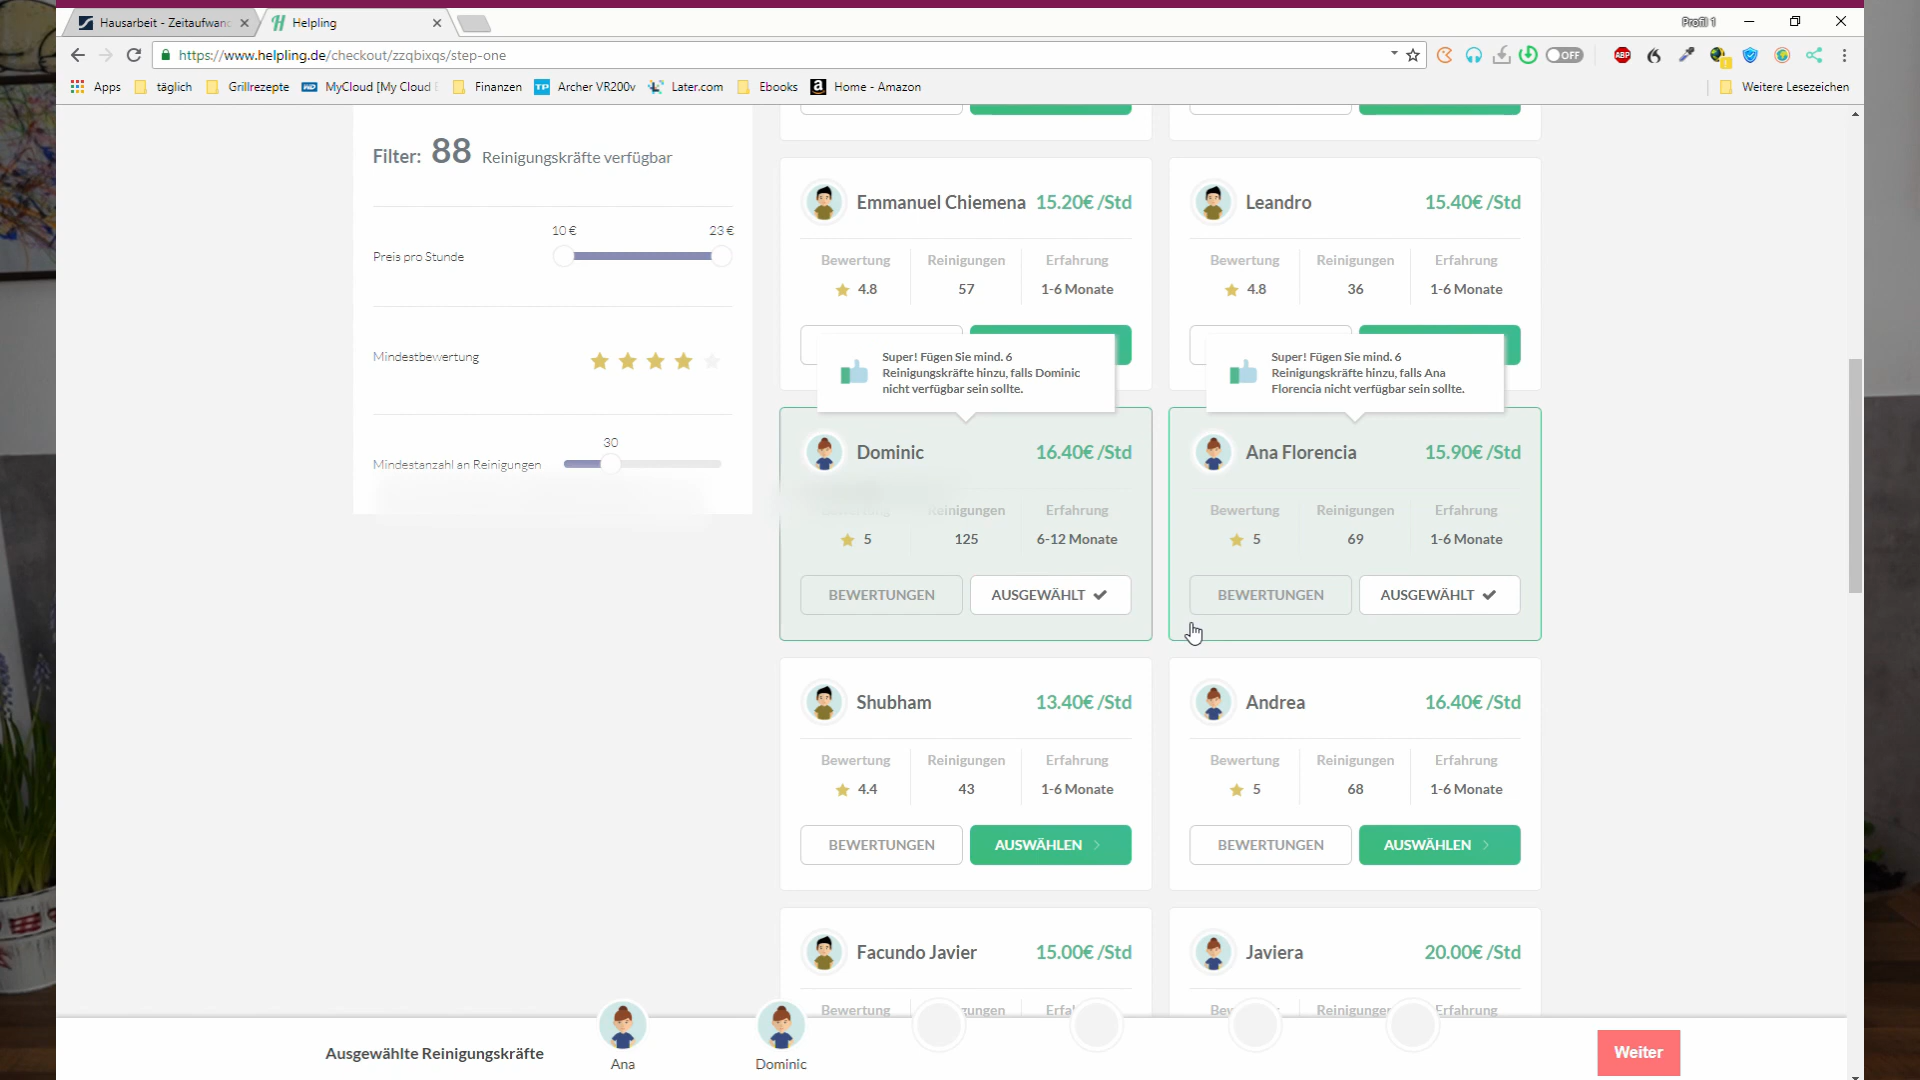 Hausarbeit - Zeitaufwan
Helpling
Profil 1
https://www.helpling.de/checkout/zzqbixqs/step-one
OFF
ABP
Apps
täglich
Grillrezepte
MyCloud [My Cloud
Finanzen
Archer VR200v
Later.com
Ebooks
Home - Amazon
Weitere Lesezeichen
Filter: 88 Reinigungskräfte verfügbar
10 €
23 €
Preis pro Stunde
Mindestbewertung
30
Mindestanzahl an Reinigungen
Emmanuel Chiemena 15.20€ /Std
Bewertung Reinigungen Erfahrung
4.8 57 1-6 Monate
Leandro 15.40€ /Std
Bewertung Reinigungen Erfahrung
4.8 36 1-6 Monate
Super! Fügen Sie mind. 6
Reinigungskräfte hinzu, falls Dominic
nicht verfügbar sein sollte.
Super! Fügen Sie mind. 6
Reinigungskräfte hinzu, falls Ana
Florencia nicht verfügbar sein sollte.
Dominic 16.40€ /Std
Reinigungen Erfahrung
5 125 6-12 Monate
BEWERTUNGEN AUSGEWÄHLT
Ana Florencia 15.90€ /Std
Bewertung Reinigungen Erfahrung
5 69 1-6 Monate
BEWERTUNGEN AUSGEWÄHLT
Shubham 13.40€ /Std
Bewertung Reinigungen Erfahrung
4.4 43 1-6 Monate
BEWERTUNGEN AUSWÄHLEN
Andrea 16.40€ /Std
Bewertung Reinigungen Erfahrung
5 68 1-6 Monate
BEWERTUNGEN AUSWÄHLEN
Facundo Javier 15.00€ /Std
Bewertung
Javiera 20.00€ /Std
Reinigungen Erfahrung
Ausgewählte Reinigungskräfte
Ana
Dominic
Weiter